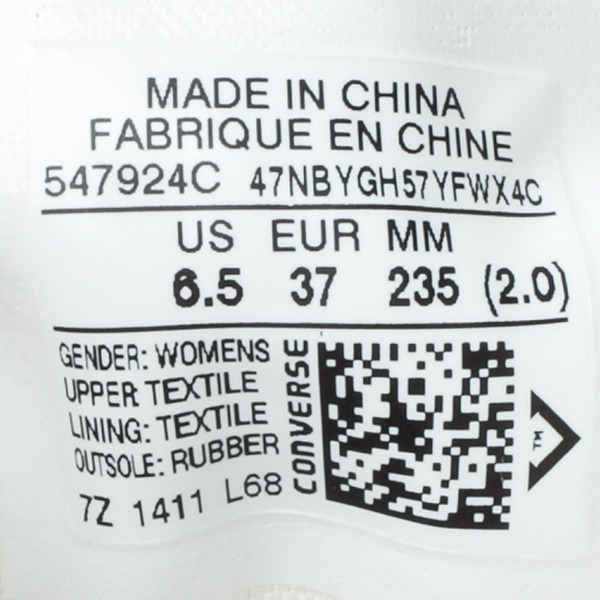 MADE IN CHINA
FABRIQUE EN CHINE
547924C 47NBYGH57YFWX4C
US EUR MM
6.5 37 235 (2.0)
GENDER: WOMENS
UPPER TEXTILE
LINING: TEXTILE
OUTSOLE: RUBBER
7Z 1411 L68
CONVERSE
TM